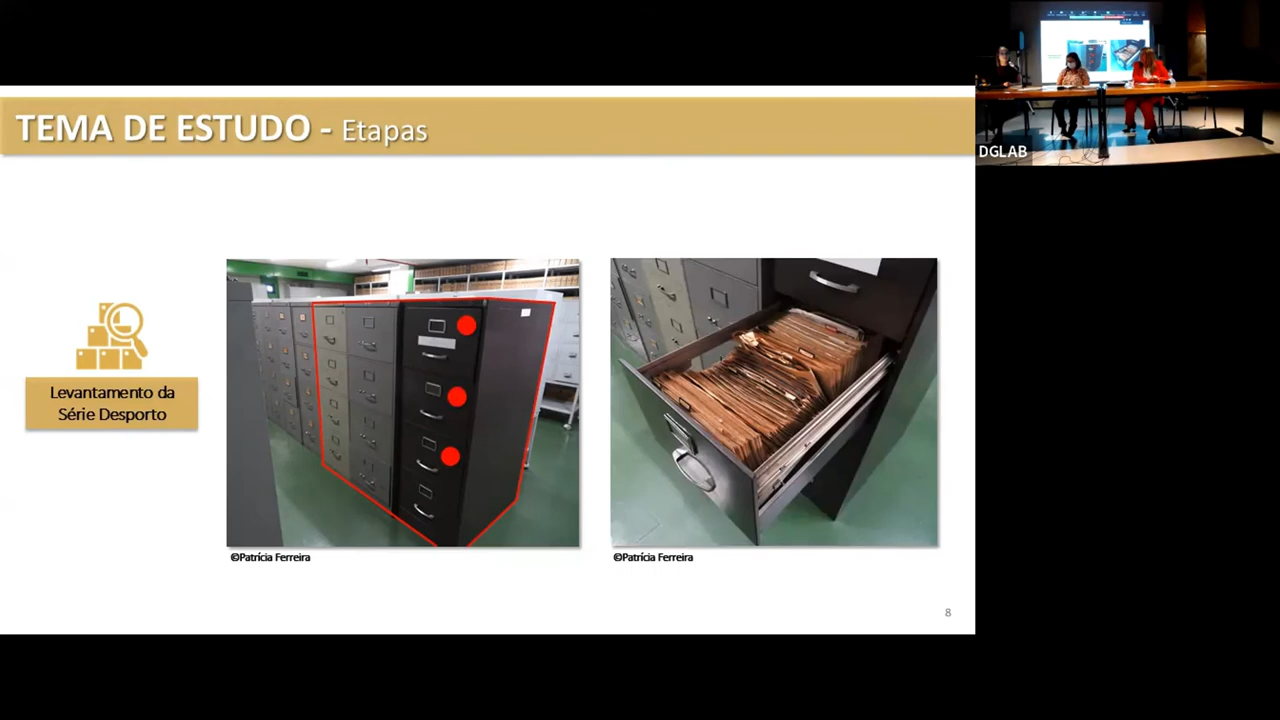 TEMA DE ESTUDO - Etapas
Levantamento da
Série Desporto
©Patrícia Ferreira
©Patrícia Ferreira
8
DGLAB